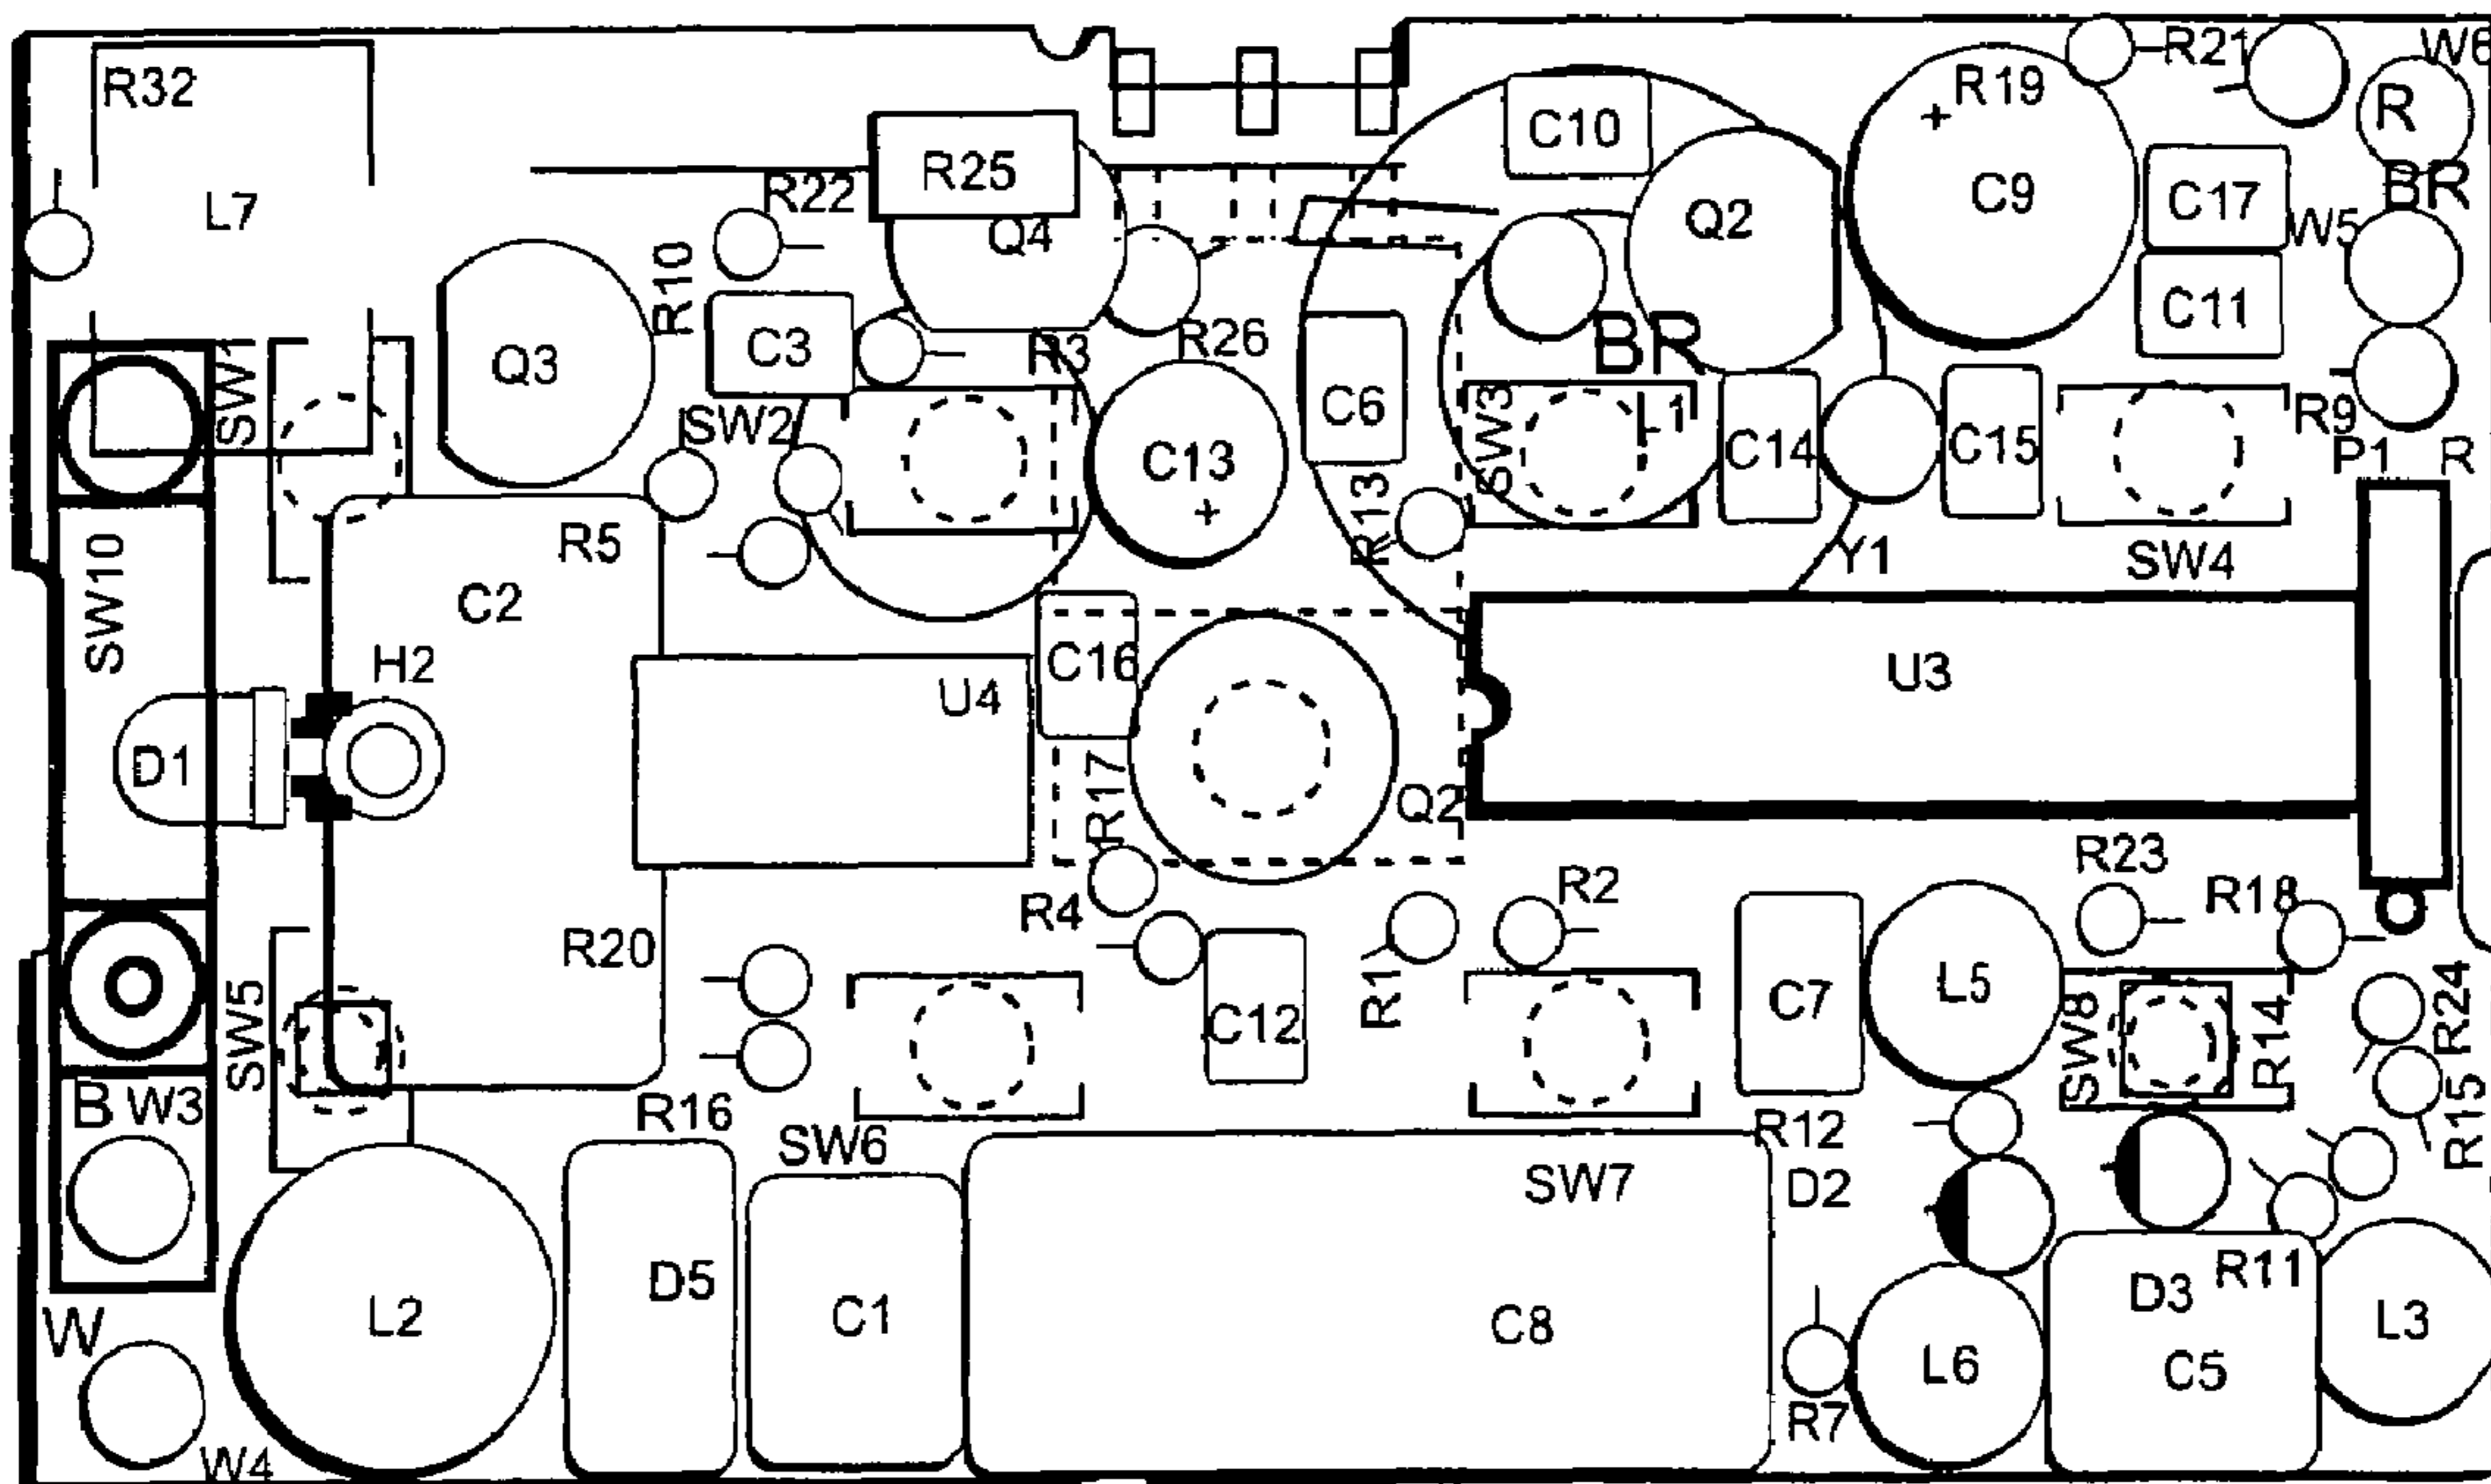 R32
R21
W6
R19
+
R
C10
R25
R22
L7
C9
C17
BR
Q2
Q4
W5
R10
C11
R26
R3
C3
BR
Q3
SW1
SW2
C6
SW3
L1
C14
C15
R9
P1
R
C13
+
R13
R5
Y1
SW4
SW10
C2
H2
C16
U4
U3
D1
R17
Q2
R23
R4
R2
R18
R20
R1
C12
C7
L5
SW5
SW8
R14
R24
B
W3
R16
SW6
R12
R15
SW7
D2
D5
R11
D3
W
L2
C1
C8
L6
C5
L3
R7
W4